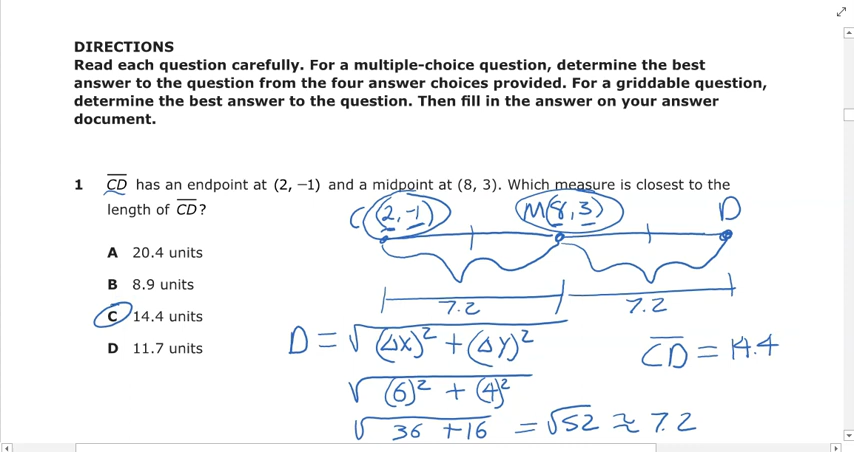 DIRECTIONS
Read each question carefully. For a multiple-choice question, determine the best
answer to the question from the four answer choices provided. For a griddable question,
determine the best answer to the question. Then fill in the answer on your answer
document.
1 CD has an endpoint at (2, −1) and a midpoint at (8, 3). Which measure is closest to the
length of CD?
C(2,-1) M(8,3) D
A 20.4 units
B 8.9 units
C 14.4 units
D 11.7 units
7.2 7.2
D = √(Δx)² + (Δy)²
CD = 14.4
√(6)² + (4)²
√36 + 16 = √52 ≈ 7.2